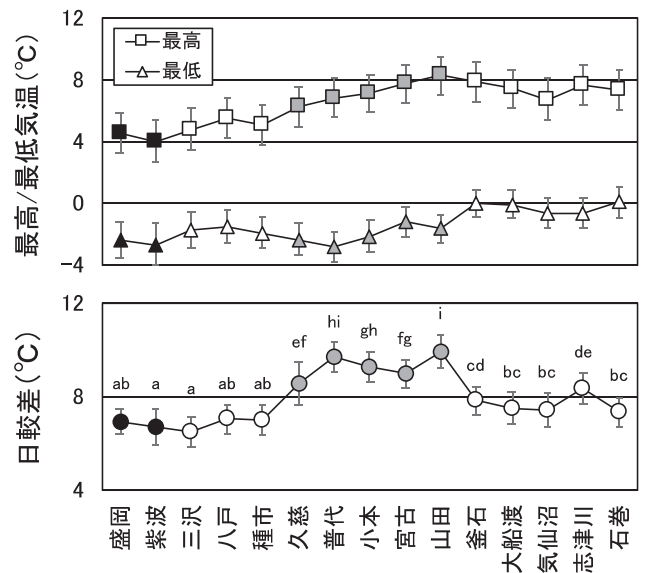 最高/最低気温(℃)
12
8
4
0
-4
最高
最低
日較差(℃)
12
8
4
ab
a
a
ab
ab
ef
hi
gh
fg
i
cd
bc
bc
de
bc
盛岡
紫波
三沢
八戸
種市
久慈
普代
小本
宮古
山田
釜石
大船渡
気仙沼
志津川
石巻